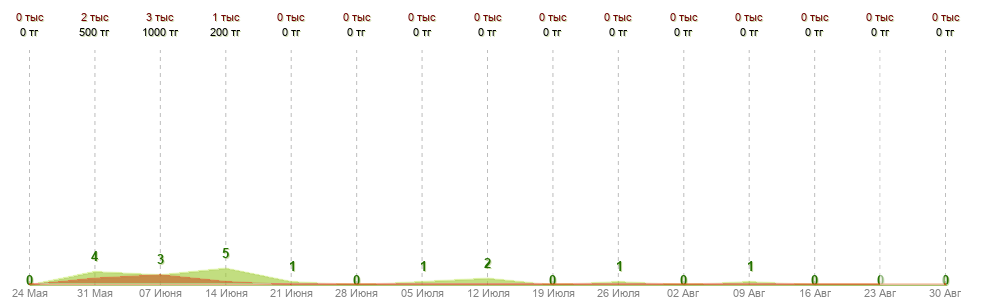 0 тыс 2 тыс 3 тыс 1 тыс 0 тыс 0 тыс 0 тыс 0 тыс 0 тыс 0 тыс 0 тыс 0 тыс 0 тыс 0 тыс 0 тыс
0 тг 500 тг 1000 тг 200 тг 0 тг 0 тг 0 тг 0 тг 0 тг 0 тг 0 тг 0 тг 0 тг 0 тг 0 тг
0 4 3 5 1 0 1 2 0 1 0 1 0 0 0
24 Мая 31 Мая 07 Июня 14 Июня 21 Июня 28 Июня 05 Июля 12 Июля 19 Июля 26 Июля 02 Авг 09 Авг 16 Авг 23 Авг 30 Авг